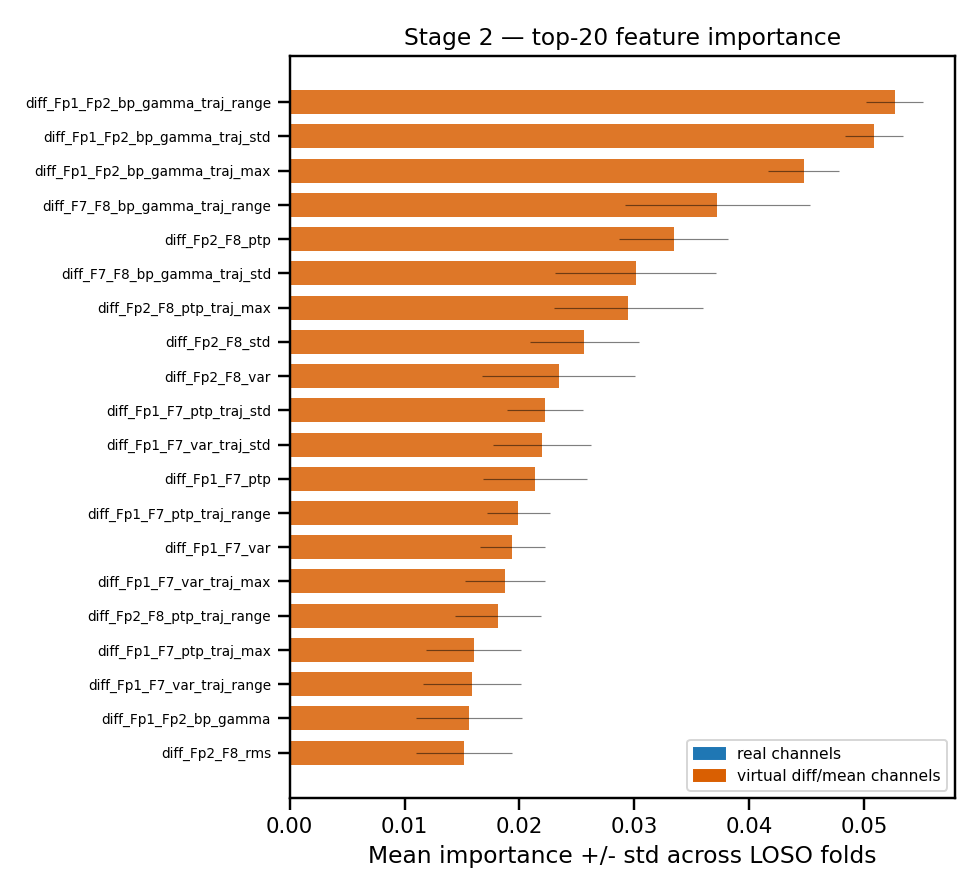 Stage 2 — top-20 feature importance
diff_Fp1_Fp2_bp_gamma_traj_range
diff_Fp1_Fp2_bp_gamma_traj_std
diff_Fp1_Fp2_bp_gamma_traj_max
diff_F7_F8_bp_gamma_traj_range
diff_Fp2_F8_ptp
diff_F7_F8_bp_gamma_traj_std
diff_Fp2_F8_ptp_traj_max
diff_Fp2_F8_std
diff_Fp2_F8_var
diff_Fp1_F7_ptp_traj_std
diff_Fp1_F7_var_traj_std
diff_Fp1_F7_ptp
diff_Fp1_F7_ptp_traj_range
diff_Fp1_F7_var
diff_Fp1_F7_var_traj_max
diff_Fp2_F8_ptp_traj_range
diff_Fp1_F7_ptp_traj_max
diff_Fp1_F7_var_traj_range
diff_Fp1_Fp2_bp_gamma
diff_Fp2_F8_rms
real channels
virtual diff/mean channels
0.00 0.01 0.02 0.03 0.04 0.05
Mean importance +/- std across LOSO folds